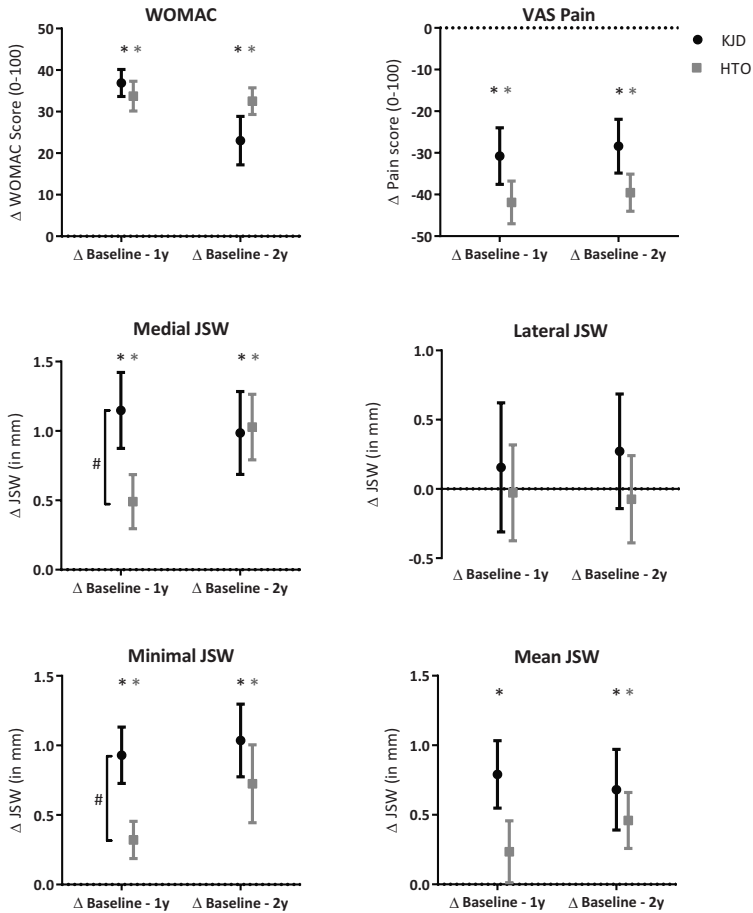 WOMAC
* * * *
Δ WOMAC Score (0-100)
50
40
30
20
10
0
Δ Baseline - 1y Δ Baseline - 2y
VAS Pain
* * * *
Δ Pain score (0-100)
0
-10
-20
-30
-40
-50
Δ Baseline - 1y Δ Baseline - 2y
KJD
HTO
Medial JSW
* * * *
Δ JSW (in mm)
1.5
1.0
0.5
0.0
#
Δ Baseline - 1y Δ Baseline - 2y
Lateral JSW
Δ JSW (in mm)
1.0
0.5
0.0
-0.5
Δ Baseline - 1y Δ Baseline - 2y
Minimal JSW
* * * *
Δ JSW (in mm)
1.5
1.0
0.5
0.0
#
Δ Baseline - 1y Δ Baseline - 2y
Mean JSW
* * *
Δ JSW (in mm)
1.5
1.0
0.5
0.0
Δ Baseline - 1y Δ Baseline - 2y